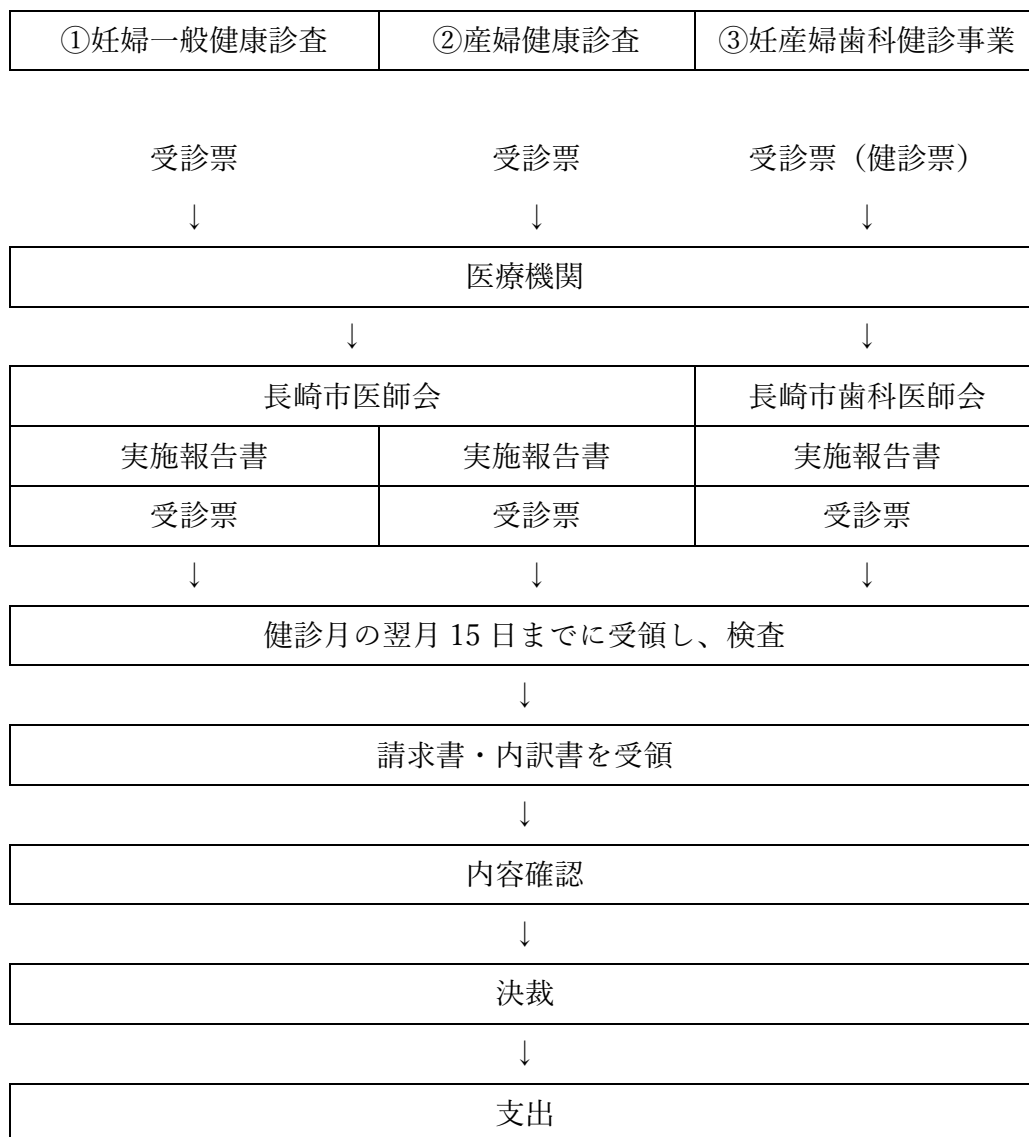 ①妊婦一般健康診査 ②産婦健康診査 ③妊産婦歯科健診事業
受診票 受診票 受診票（健診票）
↓ ↓ ↓
医療機関
↓ ↓
長崎市医師会 長崎市歯科医師会
実施報告書 実施報告書 実施報告書
受診票 受診票 受診票
↓ ↓ ↓
健診月の翌月 15 日までに受領し、検査
↓
請求書・内訳書を受領
↓
内容確認
↓
決裁
↓
支出